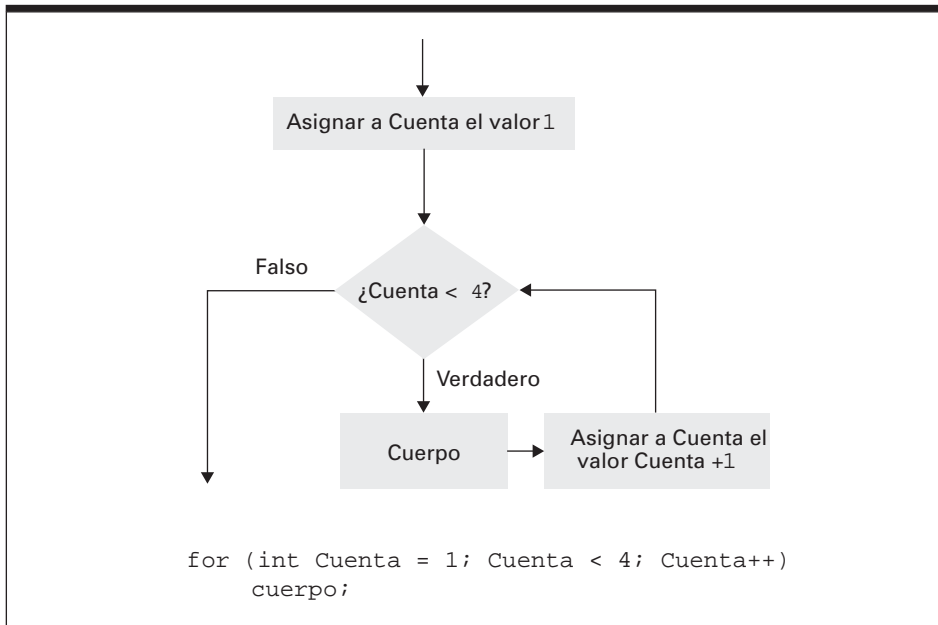 Asignar a Cuenta el valor 1
Falso
¿Cuenta < 4?
Verdadero
Cuerpo
Asignar a Cuenta el
valor Cuenta +1
for (int Cuenta = 1; Cuenta < 4; Cuenta++)
cuerpo;